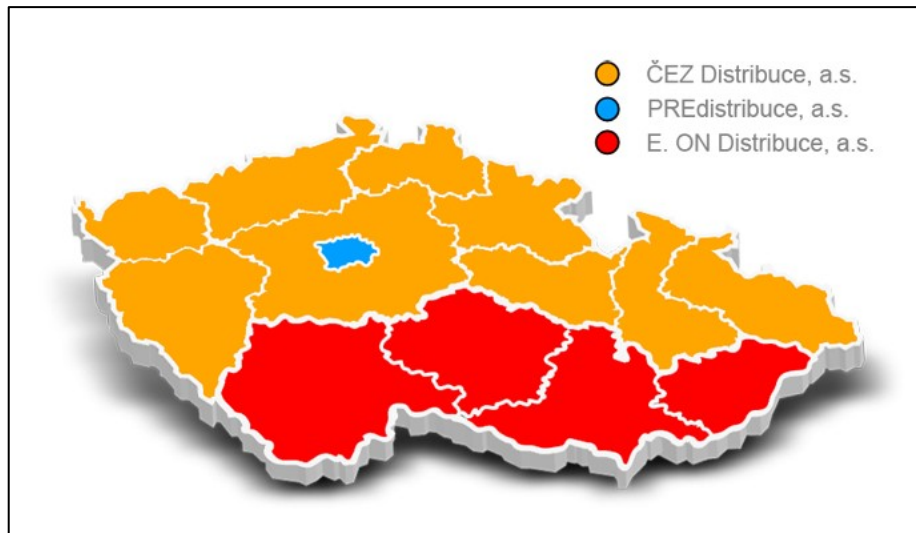 ČEZ Distribuce, a.s.
PREdistribuce, a.s.
E. ON Distribuce, a.s.